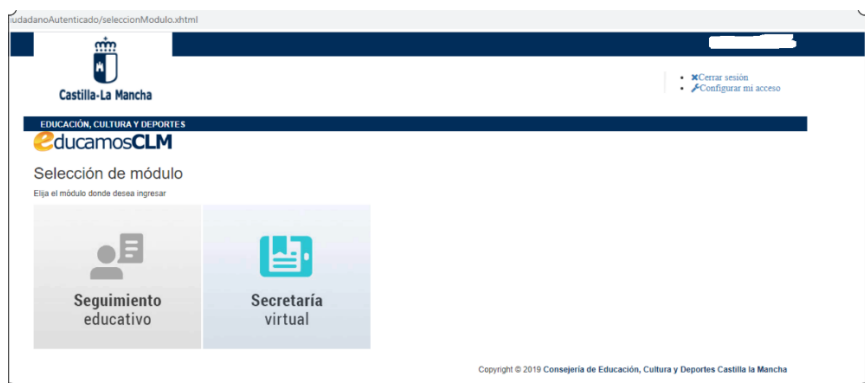 iudadanoAutenticado/seleccionModulo.xhtml
Castilla-La Mancha
Cerrar sesión
Configurar mi acceso
EDUCACIÓN, CULTURA Y DEPORTES
educamosCLM
Selección de módulo
Elija el módulo donde desea ingresar
Seguimiento
educativo
Secretaría
virtual
Copyright © 2019 Consejería de Educación, Cultura y Deportes Castilla la Mancha